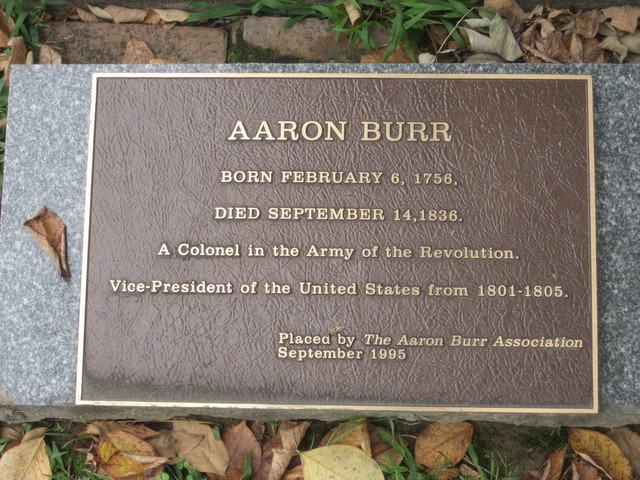 AARON BURR
BORN FEBRUARY 6, 1756,
DIED SEPTEMBER 14,1836.
A Colonel in the Army of the Revolution.
Vice-President of the United States from 1801-1805.
Placed by The Aaron Burr Association
September 1995